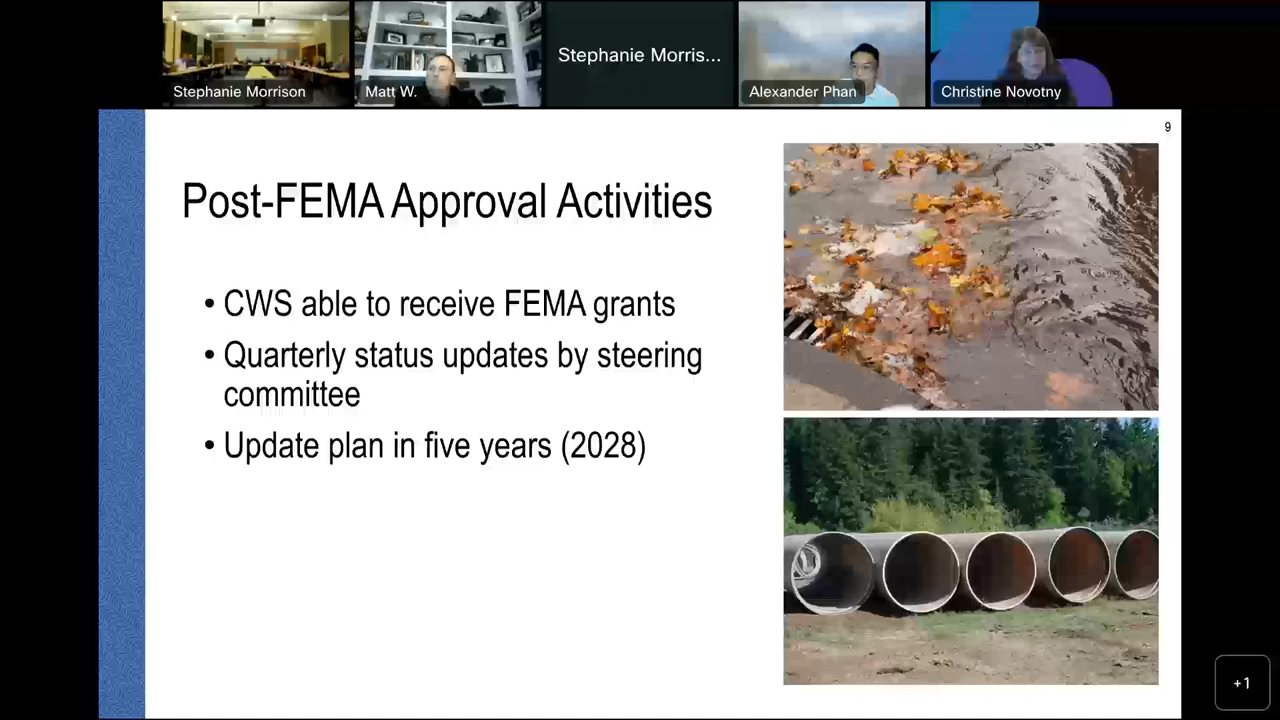 Stephanie Morrison
Matt W.
Stephanie Morris...
Alexander Phan
Christine Novotny
9
Post-FEMA Approval Activities
• CWS able to receive FEMA grants
• Quarterly status updates by steering
committee
• Update plan in five years (2028)
+1